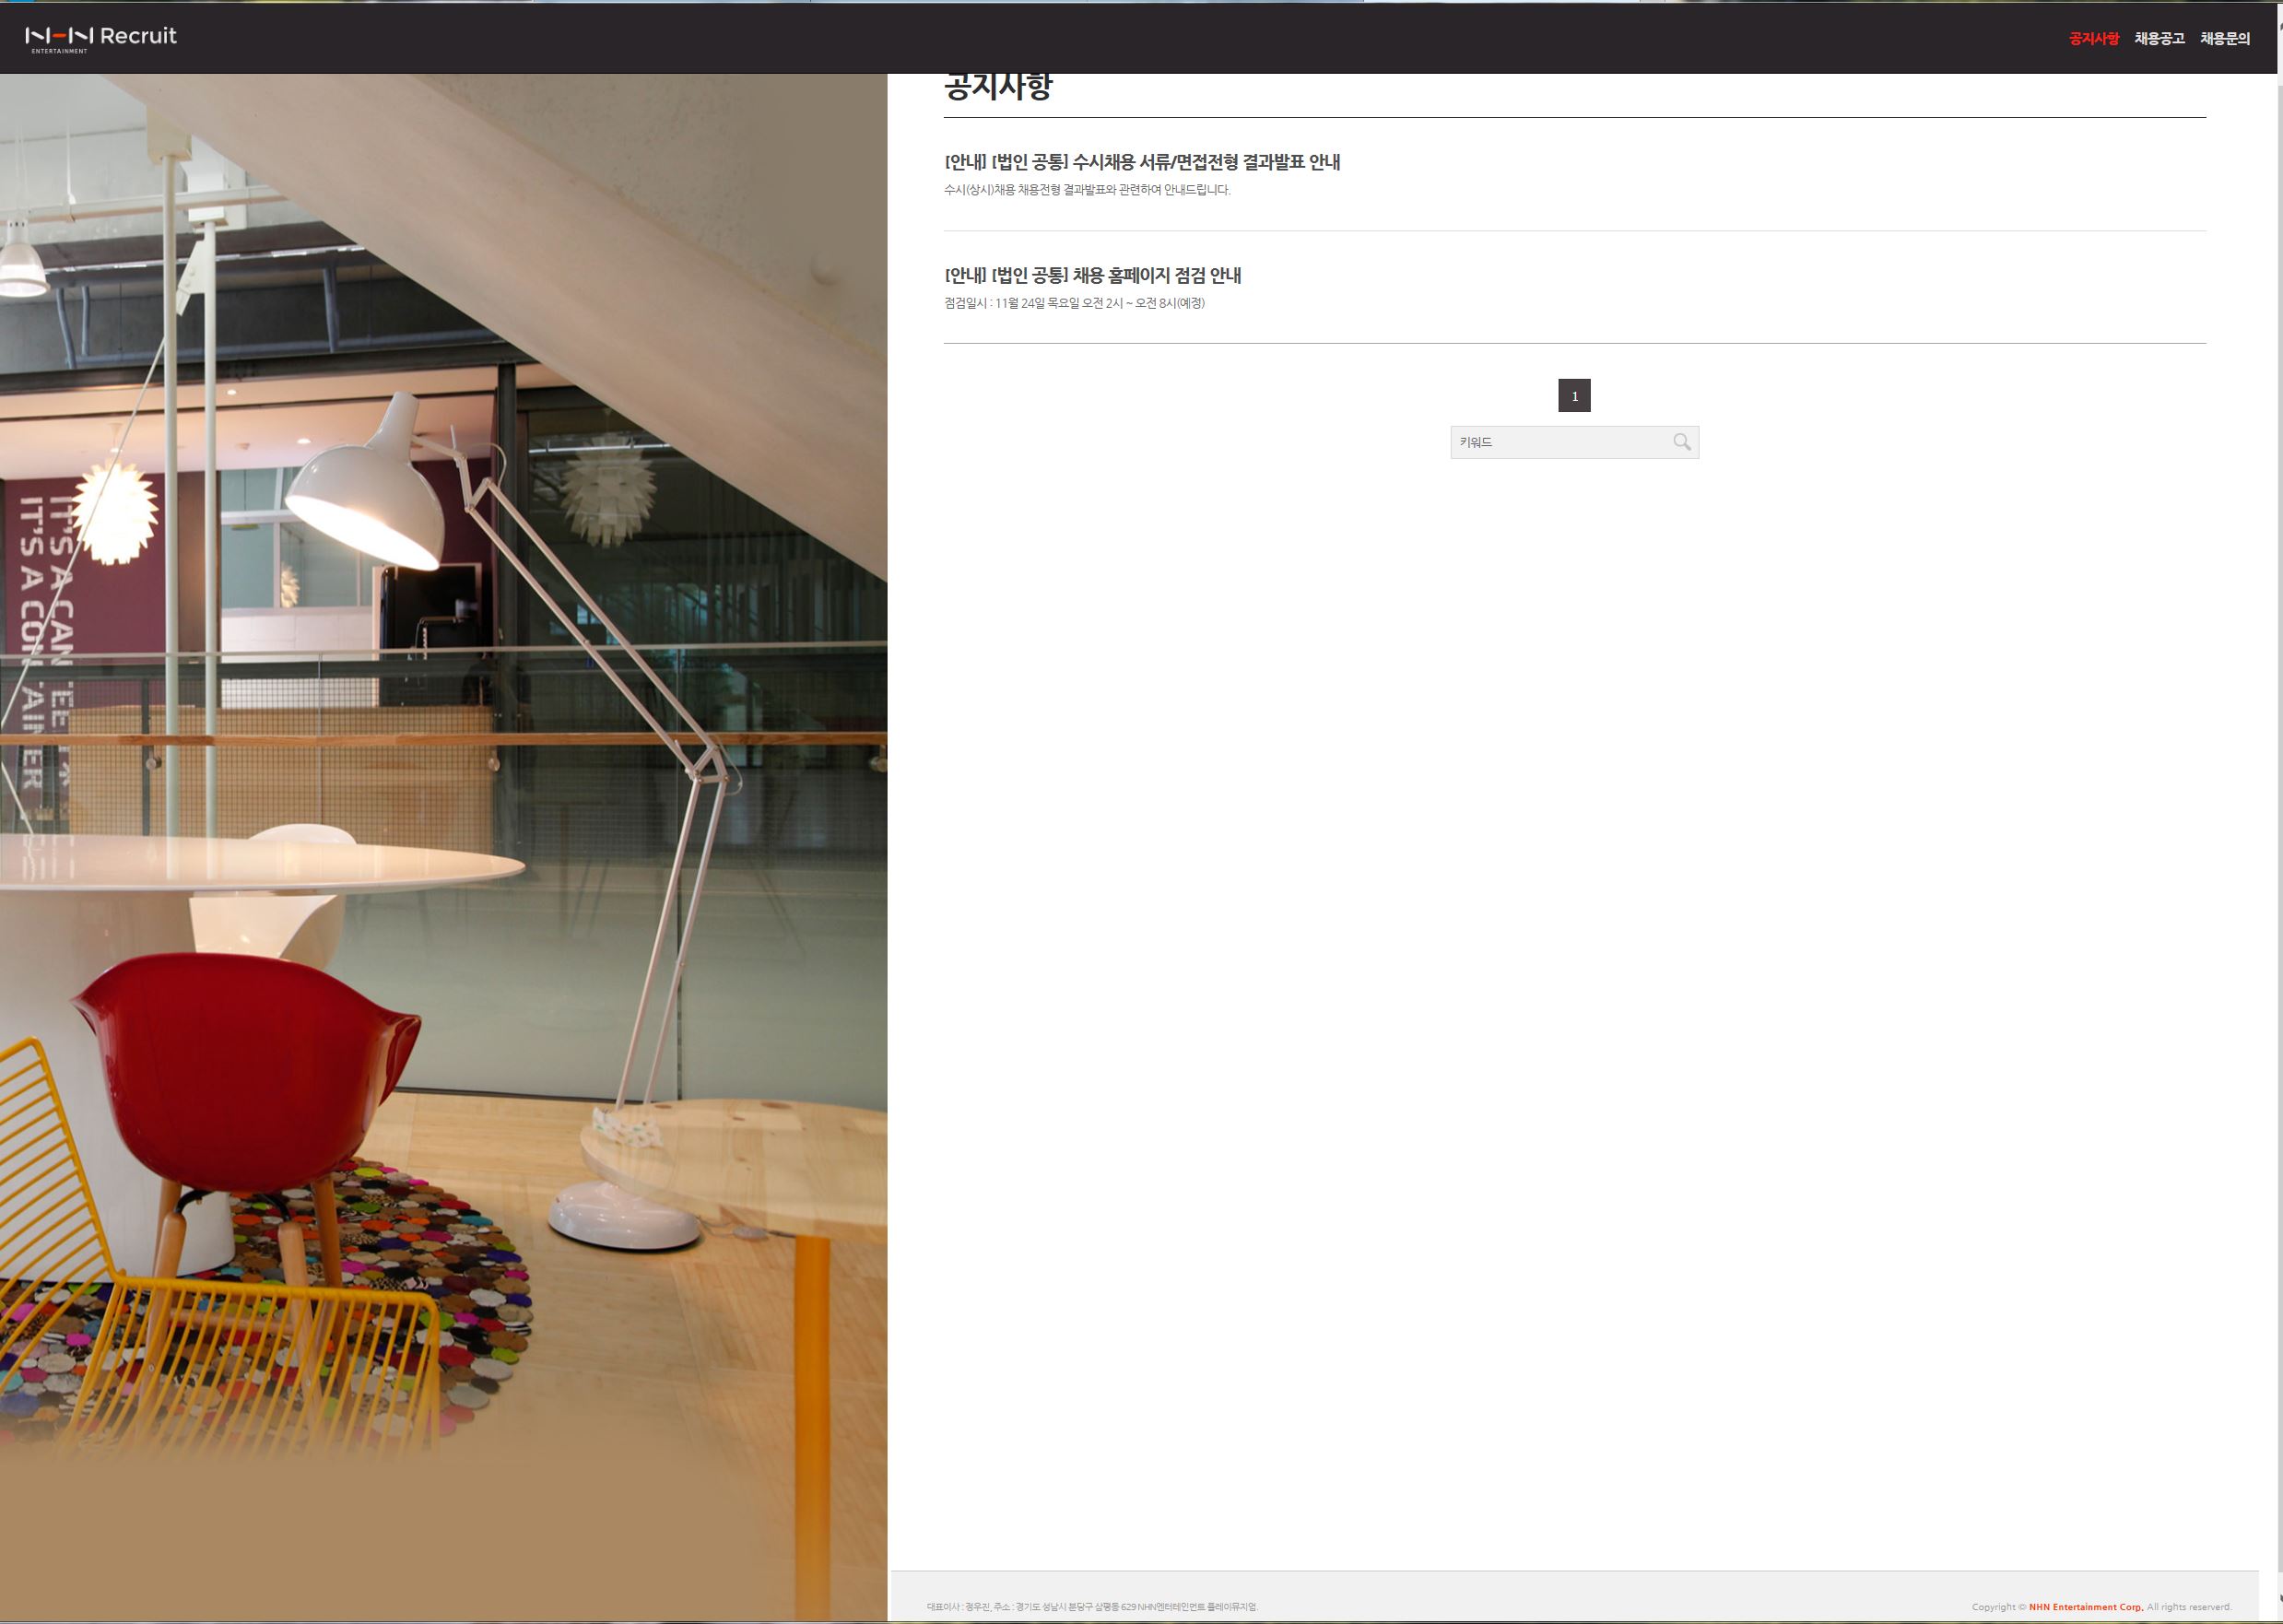 NHN Recruit
ENTERTAINMENT
공지사항 채용공고 채용문의
공지사항
[안내] [법인 공통] 수시채용 서류/면접전형 결과발표 안내
수시(상시)채용 채용전형 결과발표와 관련하여 안내드립니다.
[안내] [법인 공통] 채용 홈페이지 점검 안내
점검일시 : 11월 24일 목요일 오전 2시 ~ 오전 8시(예정)
1
키워드
IT'S A CAN
IT'S A CON
대표이사 : 정우진, 주소 : 경기도 성남시 분당구 삼평동 629 NHN엔터테인먼트 플레이뮤지엄.
Copyright © NHN Entertainment Corp. All rights reserverd.